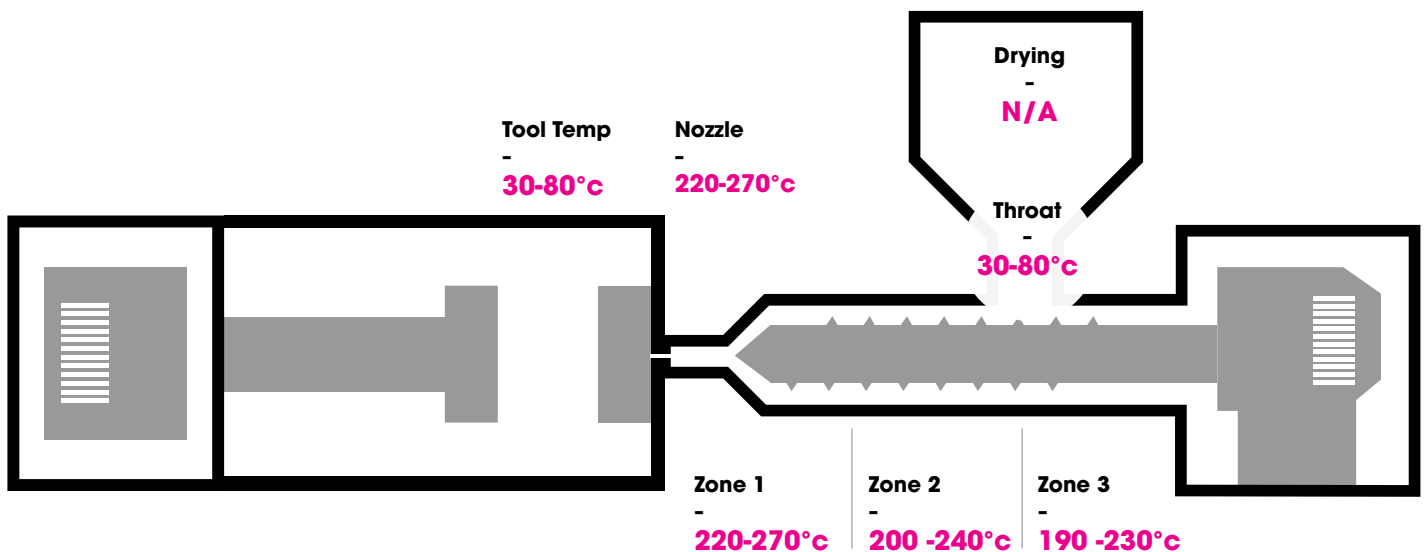 Drying
-
N/A
Tool Temp
-
30-80°c
Nozzle
-
220-270°c
Throat
-
30-80°c
Zone 1
-
220-270°c
Zone 2
-
200 -240°c
Zone 3
-
190 -230°c